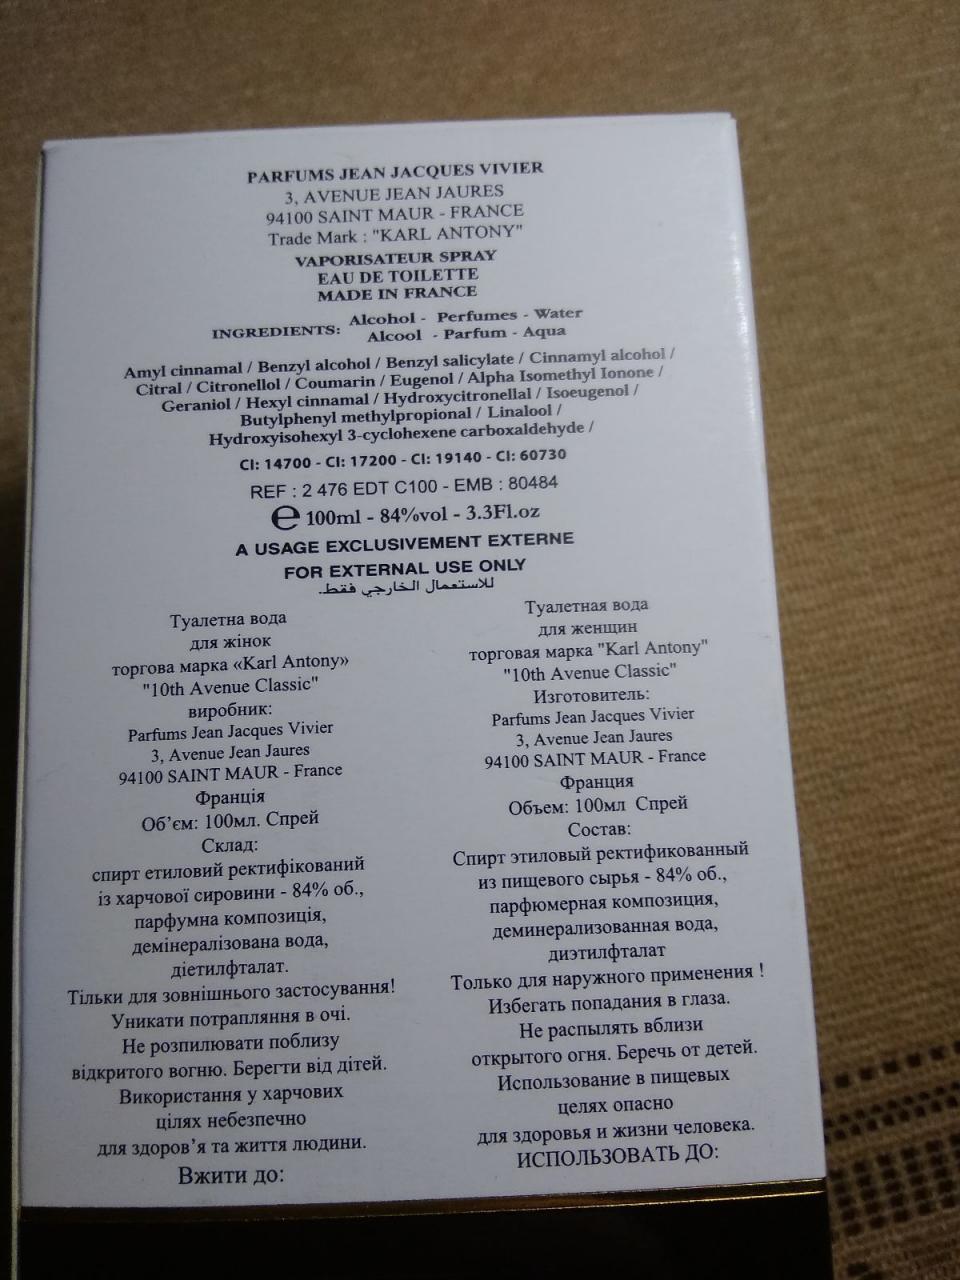 PARFUMS JEAN JACQUES VIVIER
3, AVENUE JEAN JAURES
94100 SAINT MAUR - FRANCE
Trade Mark : "KARL ANTONY"
VAPORISATEUR SPRAY
EAU DE TOILETTE
MADE IN FRANCE
INGREDIENTS: Alcohol - Perfumes - Water
Alcool - Parfum - Aqua
Amyl cinnamal / Benzyl alcohol / Benzyl salicylate / Cinnamyl alcohol /
Citral / Citronellol / Coumarin / Eugenol / Alpha Isomethyl Ionone /
Geraniol / Hexyl cinnamal / Hydroxycitronellal / Isoeugenol /
Butylphenyl methylpropional / Linalool /
Hydroxyisohexyl 3-cyclohexene carboxaldehyde /
CI: 14700 - CI: 17200 - CI: 19140 - CI: 60730
REF : 2 476 EDT C100 - EMB : 80484
℮ 100ml - 84%vol - 3.3Fl.oz
A USAGE EXCLUSIVEMENT EXTERNE
FOR EXTERNAL USE ONLY
للاستعمال الخارجي فقط.
Туалетна вода
для жінок
торгова марка «Karl Antony»
"10th Avenue Classic"
виробник:
Parfums Jean Jacques Vivier
3, Avenue Jean Jaures
94100 SAINT MAUR - France
Франція
Об’єм: 100мл. Спрей
Склад:
спирт етиловий ректифікований
із харчової сировини - 84% об.,
парфумна композиція,
демінералізована вода,
діетилфталат.
Тільки для зовнішнього застосування!
Уникати потрапляння в очі.
Не розпилювати поблизу
відкритого вогню. Берегти від дітей.
Використання у харчових
цілях небезпечно
для здоров’я та життя людини.
Вжити до:
Туалетная вода
для женщин
торговая марка "Karl Antony"
"10th Avenue Classic"
Изготовитель:
Parfums Jean Jacques Vivier
3, Avenue Jean Jaures
94100 SAINT MAUR - France
Франция
Объем: 100мл Спрей
Состав:
Спирт этиловый ректификованный
из пищевого сырья - 84% об.,
парфюмерная композиция,
деминерализованная вода,
диэтилфталат
Только для наружного применения !
Избегать попадания в глаза.
Не распылять вблизи
открытого огня. Беречь от детей.
Использование в пищевых
целях опасно
для здоровья и жизни человека.
ИСПОЛЬЗОВАТЬ ДО: